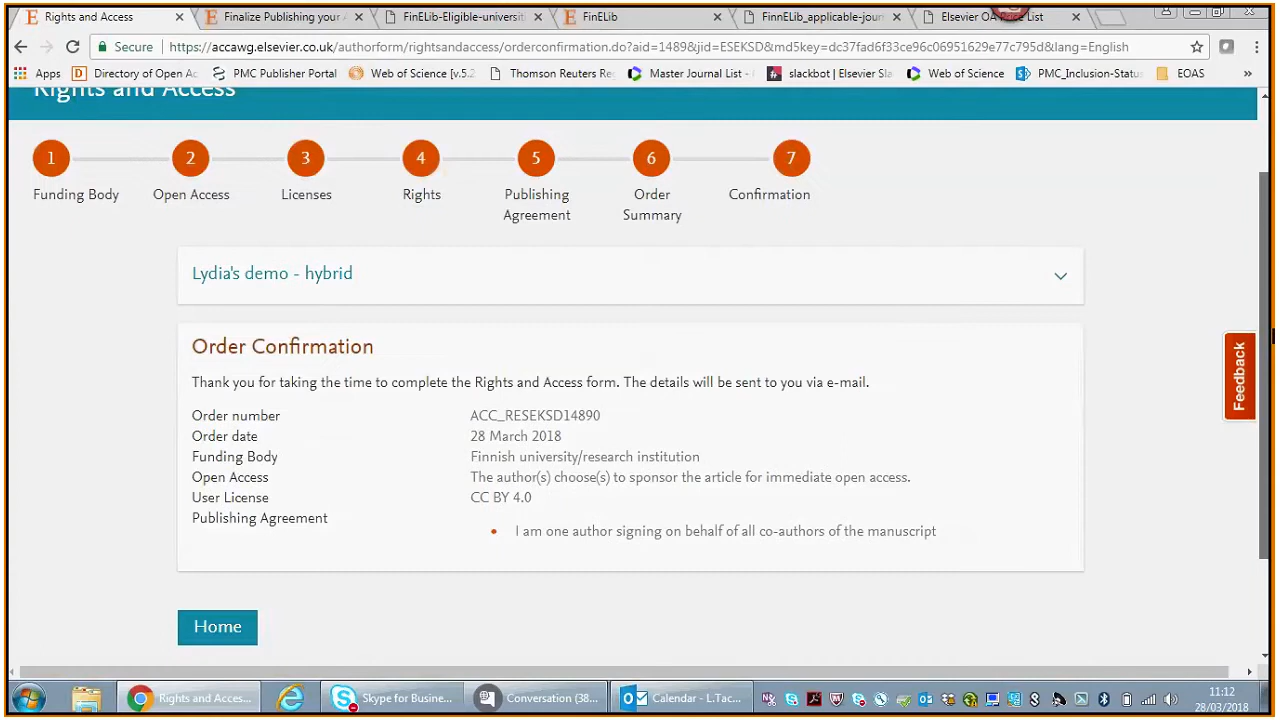 Rights and Access
Finalize Publishing your A
FinELib-Eligible-universiti
FinELib
FinnELib_applicable-jour
Elsevier OA Price List
Secure
https://accawg.elsevier.co.uk/authorform/rightsandaccess/orderconfirmation.do?aid=1489&jid=ESEKSD&md5key=dc37fad6f33ce96c06951629e77c795d&lang=English
Apps
Directory of Open Ac
PMC Publisher Portal
Web of Science [v.5.2
Thomson Reuters Re
Master Journal List -
slackbot | Elsevier Sla
Web of Science
PMC_Inclusion-Status
EOAS
»
Rights and Access
1
2
3
4
5
6
7
Funding Body
Open Access
Licenses
Rights
Publishing
Agreement
Order
Summary
Confirmation
Lydia's demo - hybrid
Order Confirmation
Thank you for taking the time to complete the Rights and Access form. The details will be sent to you via e-mail.
Order number ACC_RESEKSD14890
Order date 28 March 2018
Funding Body Finnish university/research institution
Open Access The author(s) choose(s) to sponsor the article for immediate open access.
User License CC BY 4.0
Publishing Agreement
• I am one author signing on behalf of all co-authors of the manuscript
Home
Feedback
Rights and Acces...
Skype for Busine...
Conversation (38...
Calendar - L.Tac...
11:12
28/03/2018